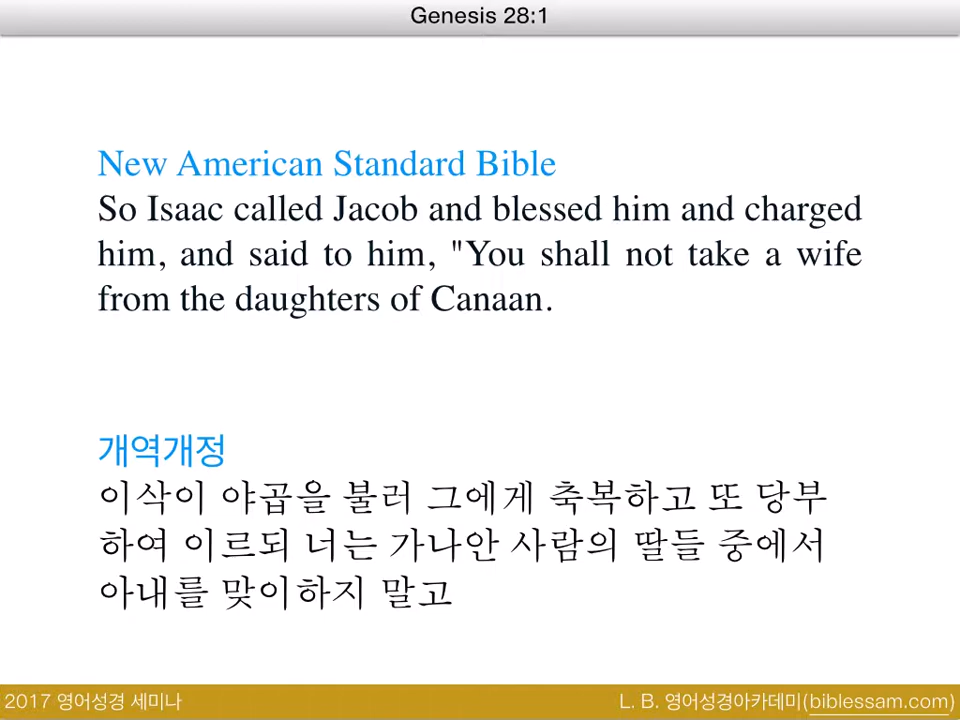 Genesis 28:1
New American Standard Bible
So Isaac called Jacob and blessed him and charged
him, and said to him, "You shall not take a wife
from the daughters of Canaan.
개역개정
이삭이 야곱을 불러 그에게 축복하고 또 당부
하여 이르되 너는 가나안 사람의 딸들 중에서
아내를 맞이하지 말고
2017 영어성경 세미나
L. B. 영어성경아카데미(biblessam.com)